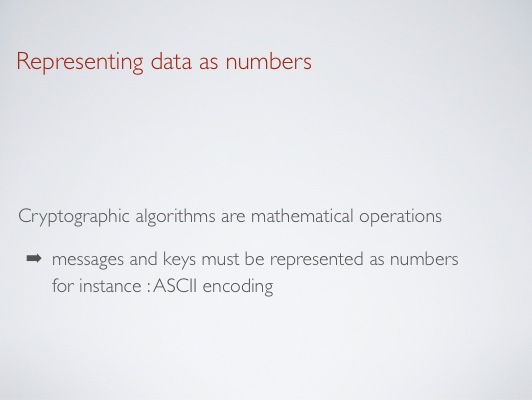 Representing data as numbers
Cryptographic algorithms are mathematical operations
➡ messages and keys must be represented as numbers
for instance : ASCII encoding